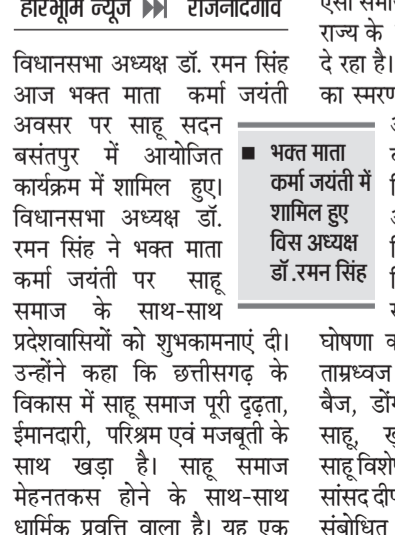 हरिभूमि न्यूज ▶▶ राजनांदगांव
विधानसभा अध्यक्ष डॉ. रमन सिंह
आज भक्त माता कर्मा जयंती
अवसर पर साहू सदन
बसंतपुर में आयोजित
कार्यक्रम में शामिल हुए।
विधानसभा अध्यक्ष डॉ.
रमन सिंह ने भक्त माता
कर्मा जयंती पर साहू
समाज के साथ-साथ
प्रदेशवासियों को शुभकामनाएं दी।
उन्होंने कहा कि छत्तीसगढ़ के
विकास में साहू समाज पूरी दृढ़ता,
ईमानदारी, परिश्रम एवं मजबूती के
साथ खड़ा है। साहू समाज
मेहनतकस होने के साथ-साथ
धार्मिक प्रवृत्ति वाला है। यह एक
■ भक्त माता
कर्मा जयंती में
शामिल हुए
विस अध्यक्ष
डॉ.रमन सिंह
राज्य के
दे रहा है।
का स्मरण
घोषणा
ताम्रध्वज
बैज,
साहू,
साहू
सांसद
संबोधित